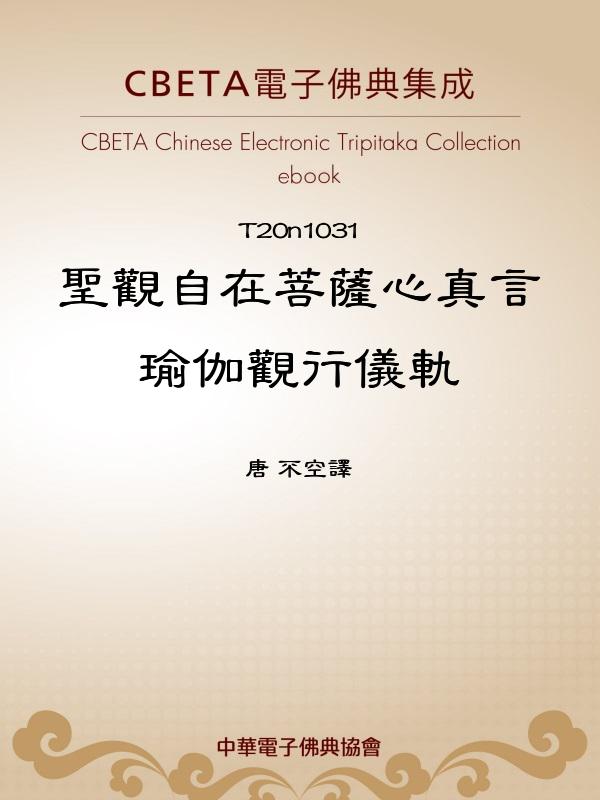 CBETA電子佛典集成
CBETA Chinese Electronic Tripitaka Collection
ebook
T20n1031
聖觀自在菩薩心真言
瑜伽觀行儀軌
唐 不空譯
中華電子佛典協會